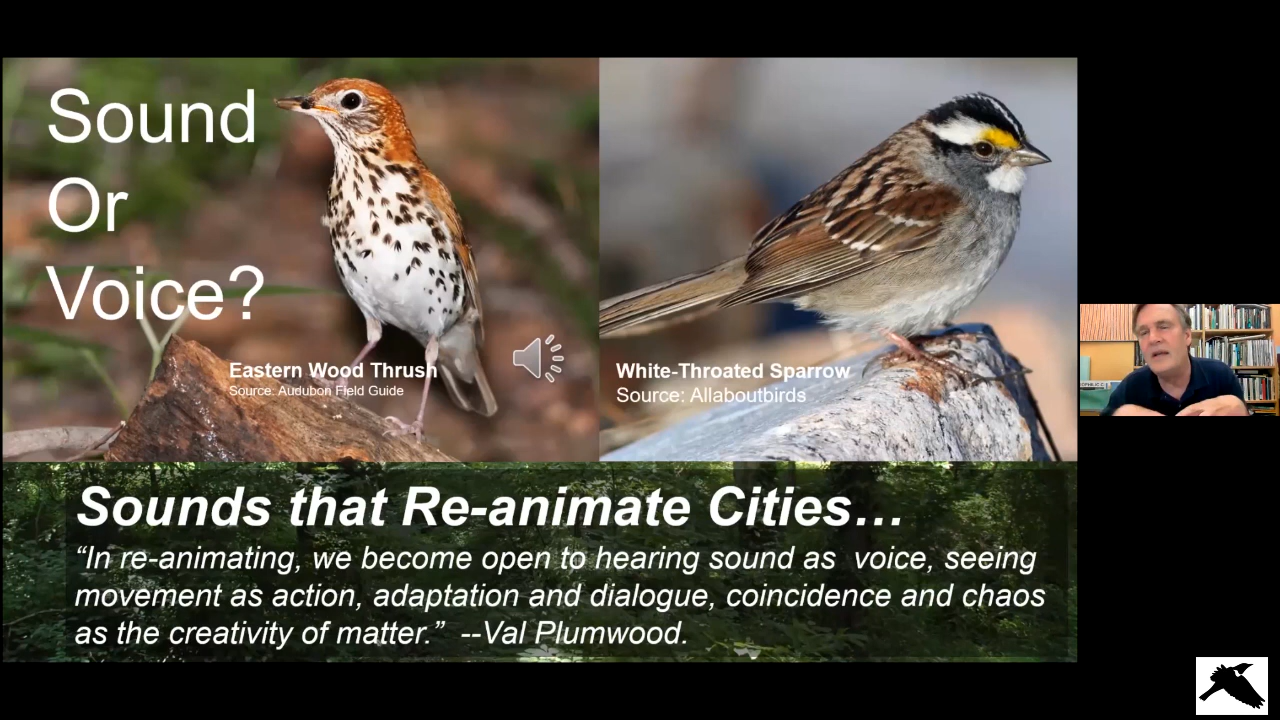 Sound
Or
Voice?
Eastern Wood Thrush
Source: Audubon Field Guide
White-Throated Sparrow
Source: Allaboutbirds
Sounds that Re-animate Cities…
“In re-animating, we become open to hearing sound as  voice, seeing
movement as action, adaptation and dialogue, coincidence and chaos
as the creativity of matter.”  --Val Plumwood.